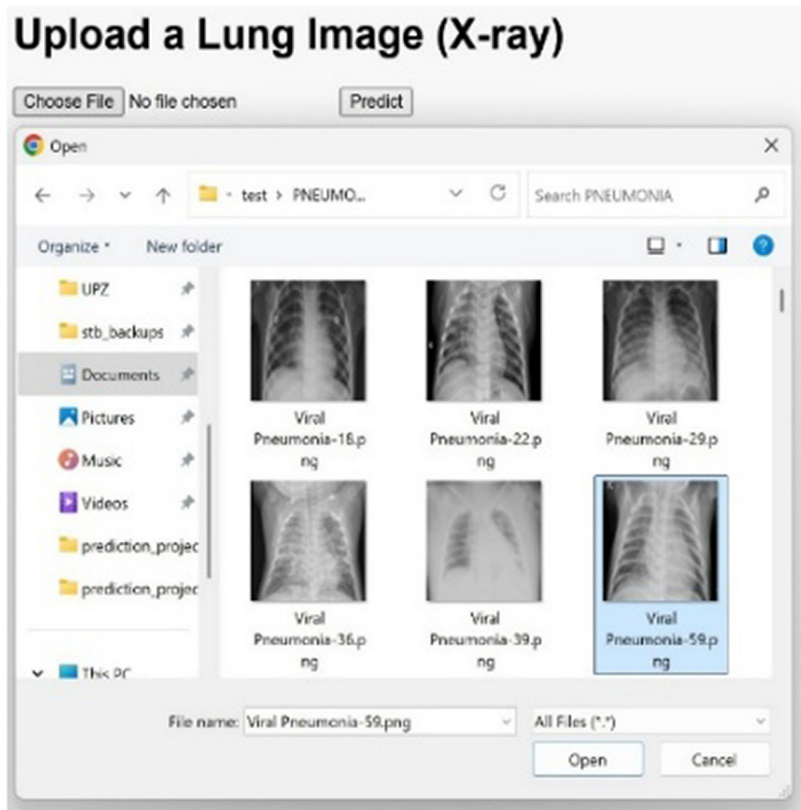 Upload a Lung Image (X-ray)
Choose File No file chosen Predict
Open
test > PNEUMO...
Search PNEUMONIA
Organize
New folder
UPZ
stb_backups
Documents
Pictures
Music
Videos
prediction_projec
prediction_projec
This PC
Viral
Pneumonia-18.p
ng
Viral
Pneumonia-22.p
ng
Viral
Pneumonia-29.p
ng
Viral
Pneumonia-36.p
ng
Viral
Pneumonia-39.p
ng
Viral
Pneumonia-59.p
ng
File name: Viral Pneumonia-59.png
All Files (*.*)
Open
Cancel